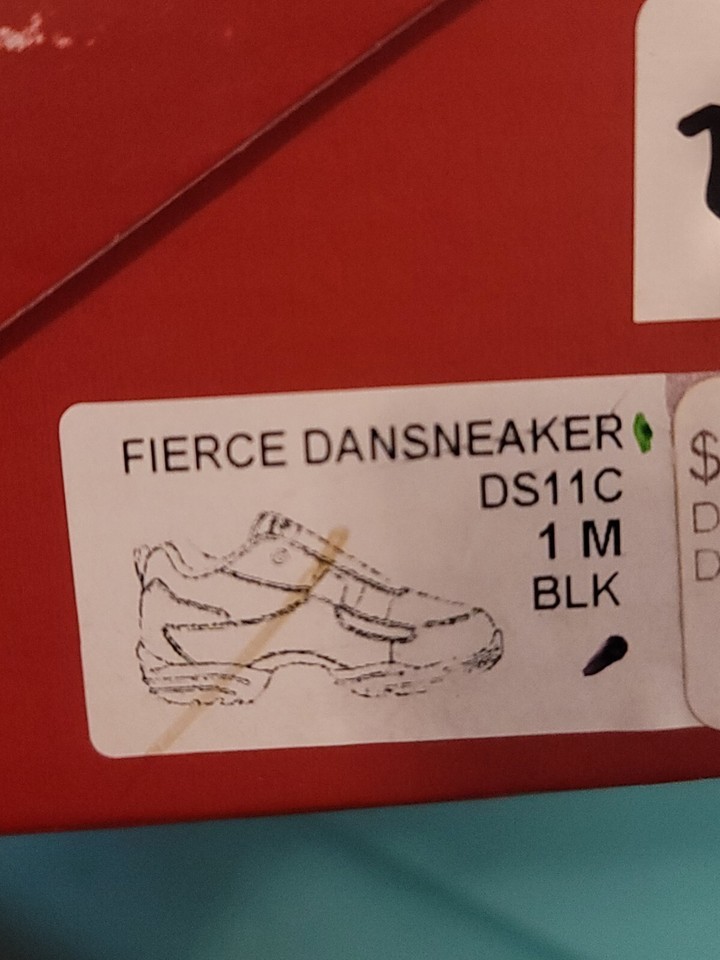 FIERCE DANSNEAKER
DS11C
1 M
BLK
$
D
D